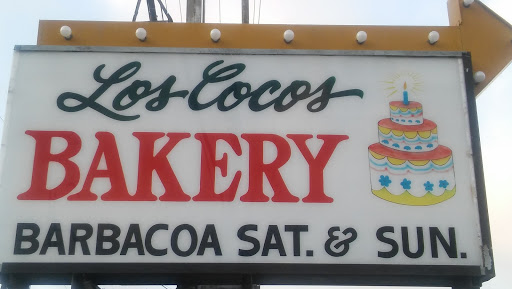 Los Cocos
BAKERY
BARBACOA SAT. & SUN.